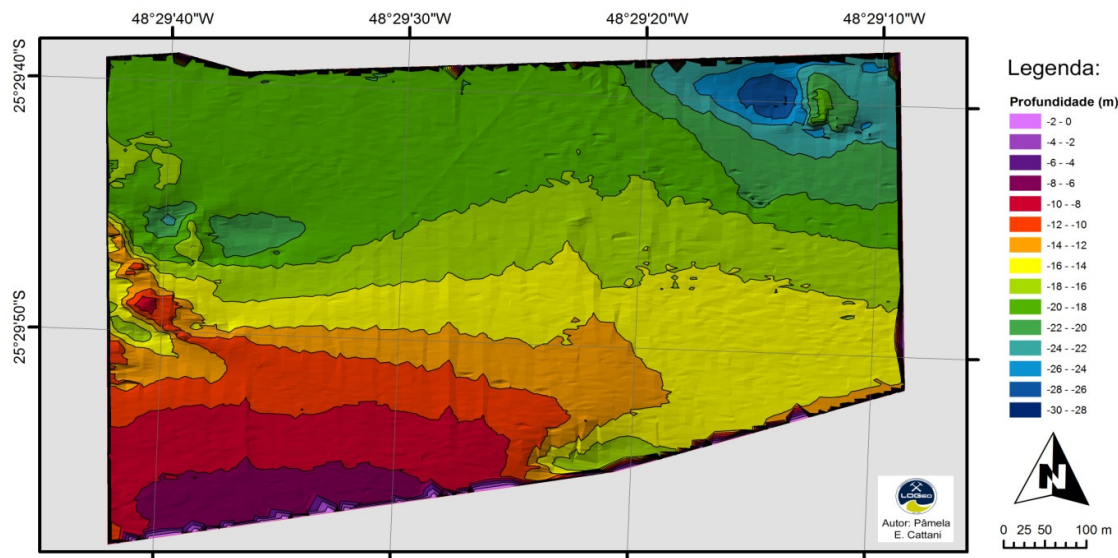 48°29'40"W 48°29'30"W 48°29'20"W 48°29'10"W
25°29'40"S
25°29'50"S
Legenda:
Profundidade (m)
-2 - 0
-4 - -2
-6 - -4
-8 - -6
-10 - -8
-12 - -10
-14 - -12
-16 - -14
-18 - -16
-20 - -18
-22 - -20
-24 - -22
-26 - -24
-28 - -26
-30 - -28
N
LOGEO
Autor: Pâmela
E. Cattani
0 25 50 100 m